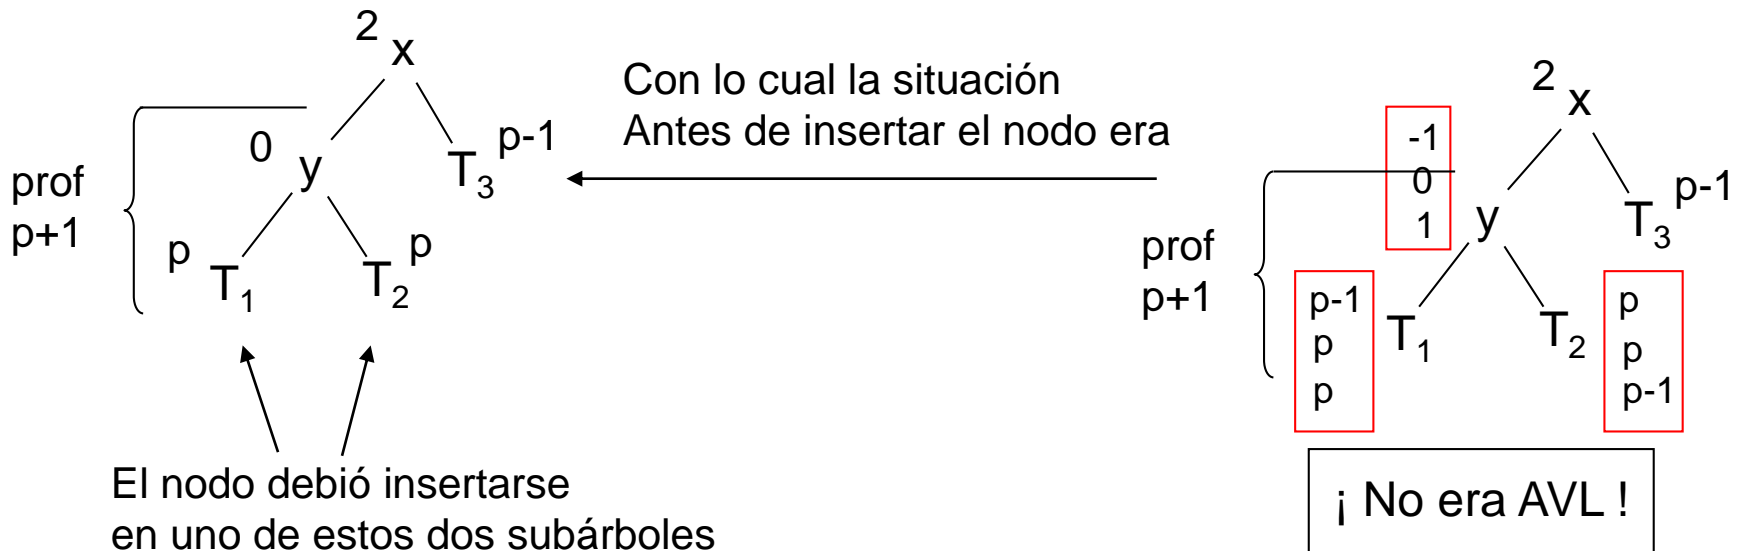 2
x
0
y
T3
p-1
prof
p+1
p
T1
T2
p
El nodo debió insertarse
en uno de estos dos subárboles
Con lo cual la situación
Antes de insertar el nodo era
2
x
-1
0
1
y
T3
p-1
prof
p+1
p-1
p
p
T1
T2
p
p
p-1
¡ No era AVL !